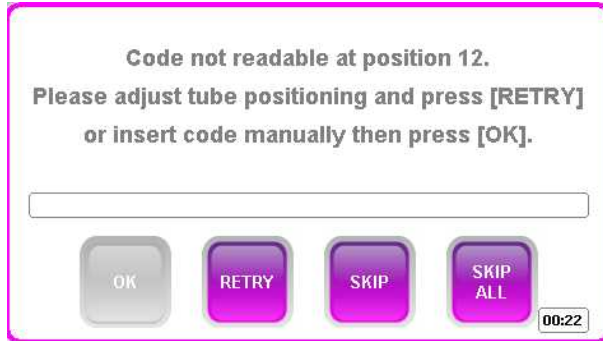 Code not readable at position 12.
Please adjust tube positioning and press [RETRY]
or insert code manually then press [OK].
OK
RETRY
SKIP
SKIP
ALL
00:22